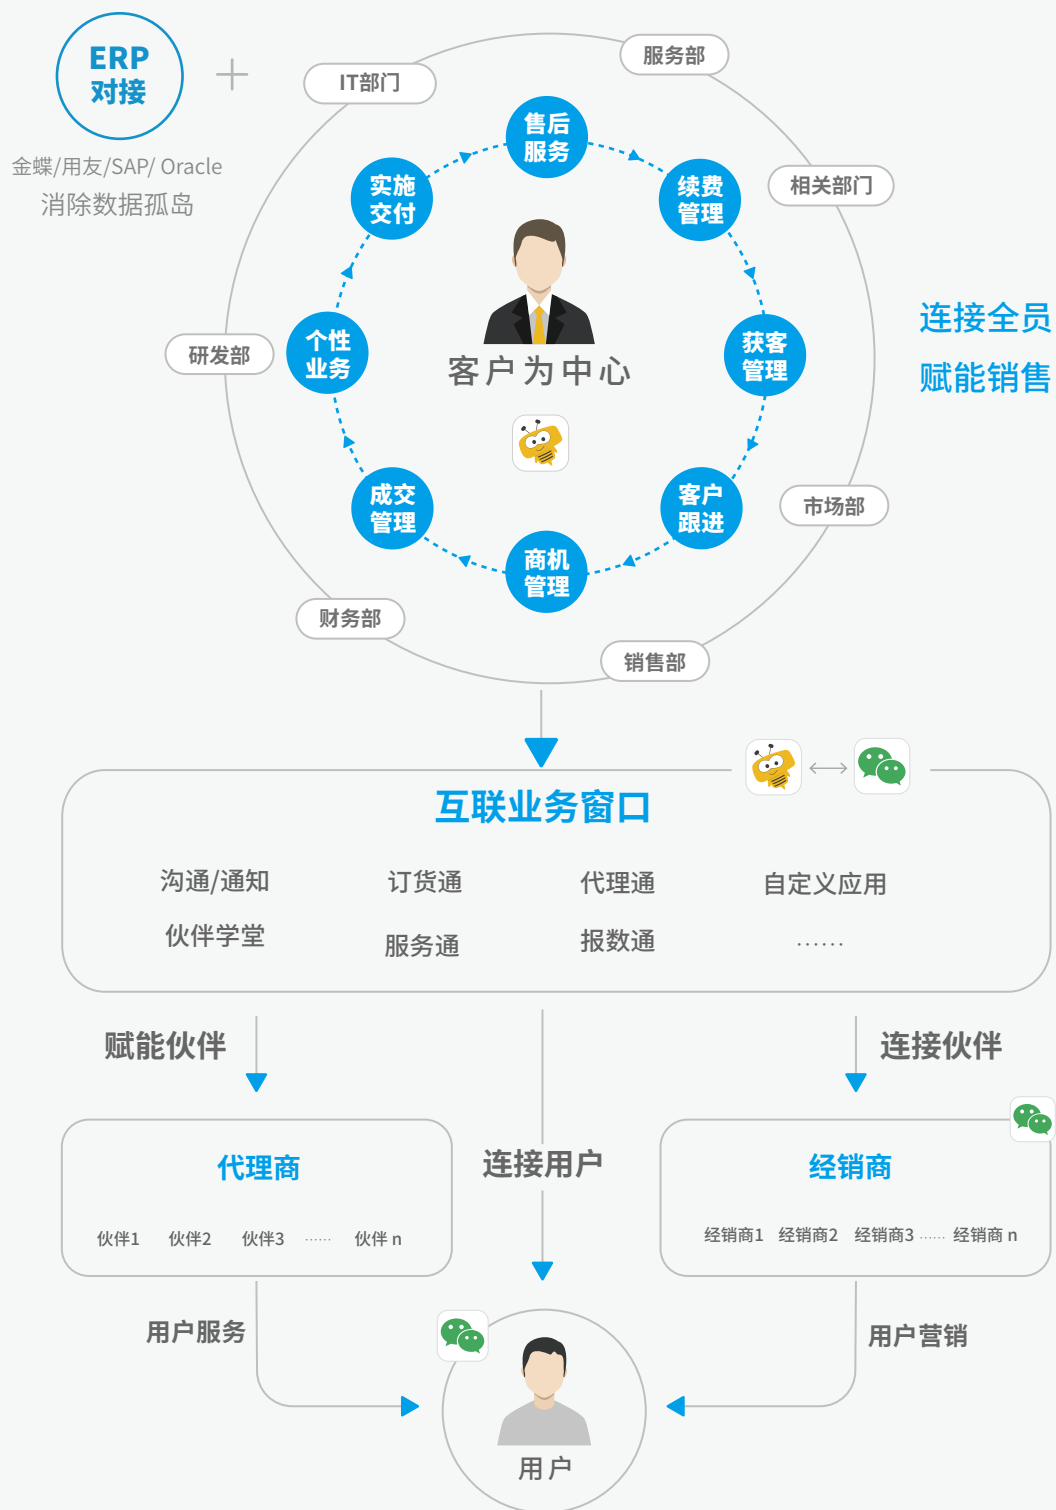 ERP
对接
金蝶/用友/SAP/ Oracle
消除数据孤岛
IT部门
服务部
相关部门
研发部
市场部
财务部
销售部
售后
服务
续费
管理
获客
管理
客户
跟进
商机
管理
成交
管理
个性
业务
实施
交付
客户为中心
连接全员
赋能销售
互联业务窗口
沟通/通知
订货通
代理通
自定义应用
伙伴学堂
服务通
报数通
......
赋能伙伴
连接用户
连接伙伴
代理商
伙伴1 伙伴2 伙伴3 ...... 伙伴 n
经销商
经销商1 经销商2 经销商3 ...... 经销商 n
用户服务
用户营销
用户